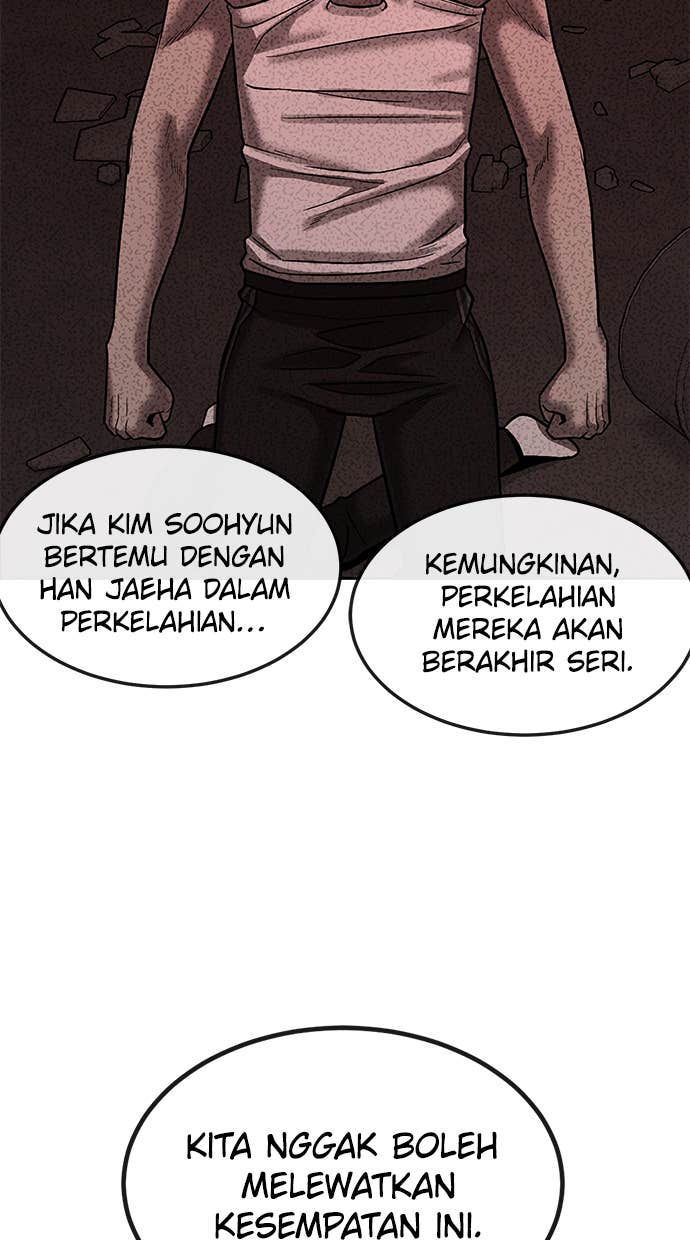 JIKA KIM SOOHYUN
BERTEMU DENGAN
HAN JAEHA DALAM
PERKELAHIAN...
KEMUNGKINAN,
PERKELAHIAN
MEREKA AKAN
BERAKHIR SERI.
KITA NGGAK BOLEH
MELEWATKAN
KESEMPATAN INI.